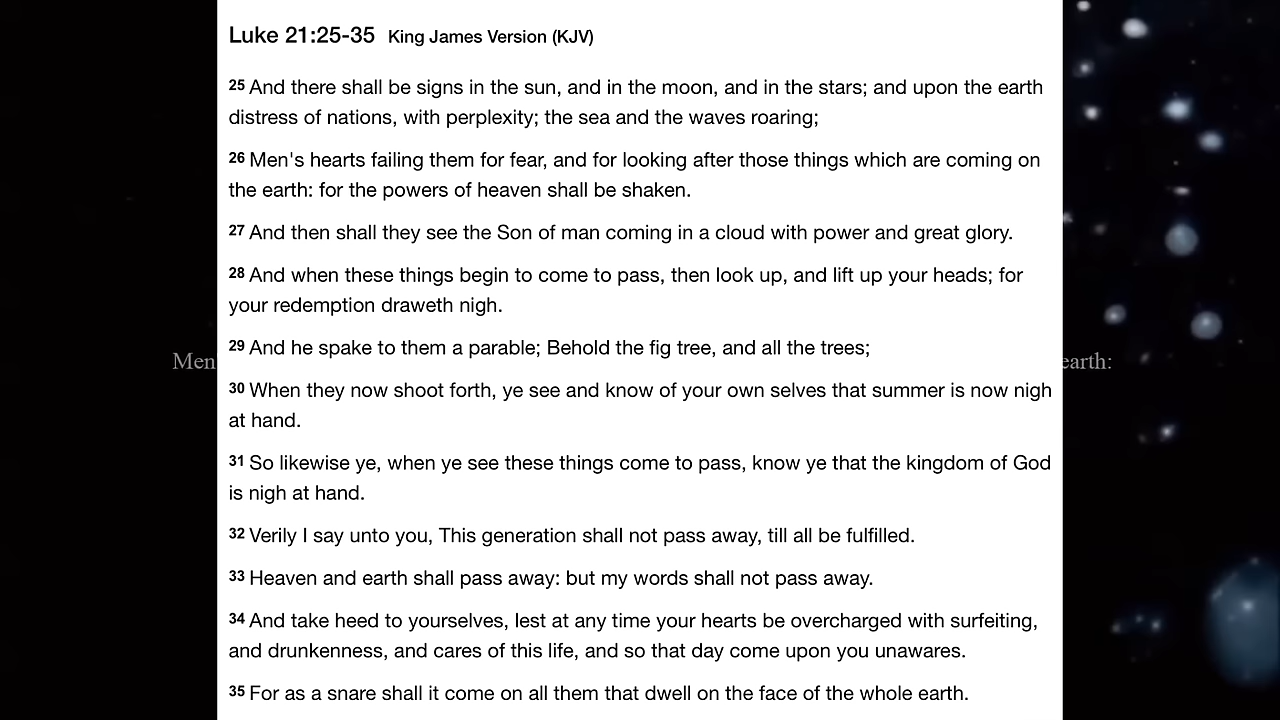 Luke 21:25-35 King James Version (KJV)
25 And there shall be signs in the sun, and in the moon, and in the stars; and upon the earth
distress of nations, with perplexity; the sea and the waves roaring;
26 Men's hearts failing them for fear, and for looking after those things which are coming on
the earth: for the powers of heaven shall be shaken.
27 And then shall they see the Son of man coming in a cloud with power and great glory.
28 And when these things begin to come to pass, then look up, and lift up your heads; for
your redemption draweth nigh.
29 And he spake to them a parable; Behold the fig tree, and all the trees;
Men
earth:
30 When they now shoot forth, ye see and know of your own selves that summer is now nigh
at hand.
31 So likewise ye, when ye see these things come to pass, know ye that the kingdom of God
is nigh at hand.
32 Verily I say unto you, This generation shall not pass away, till all be fulfilled.
33 Heaven and earth shall pass away: but my words shall not pass away.
34 And take heed to yourselves, lest at any time your hearts be overcharged with surfeiting,
and drunkenness, and cares of this life, and so that day come upon you unawares.
35 For as a snare shall it come on all them that dwell on the face of the whole earth.